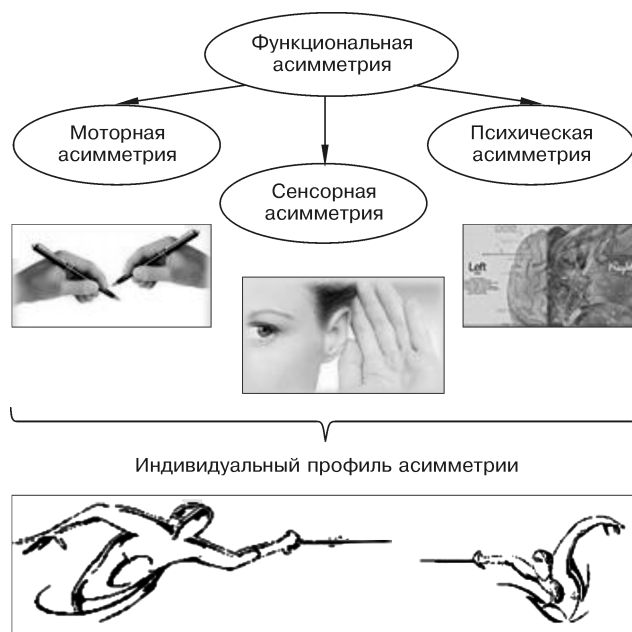 Функциональная
асимметрия
Моторная
асимметрия
Психическая
асимметрия
Сенсорная
асимметрия
Left
Индивидуальный профиль асимметрии